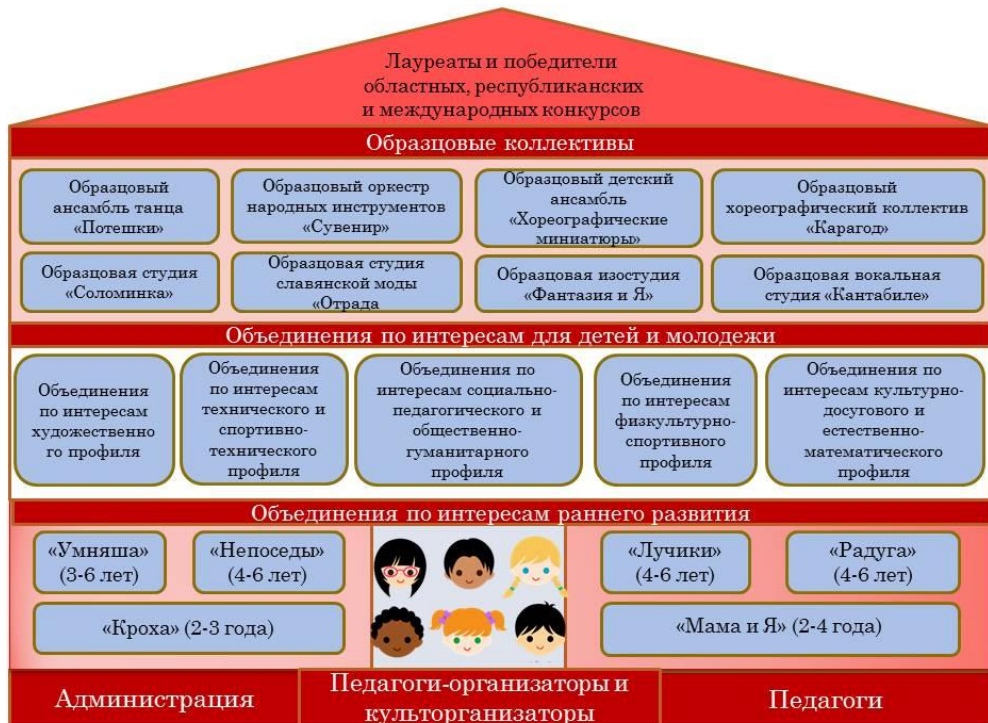 Лауреаты и победители
областных, республиканских
и международных конкурсов
Образцовые коллективы
Образцовый
ансамбль танца
«Потешки»
Образцовый оркестр
народных инструментов
«Сувенир»
Образцовый детский
ансамбль
«Хореографические
миниатюры»
Образцовый
хореографический коллектив
«Карагод»
Образцовая студия
«Соломинка»
Образцовая студия
славянской моды
«Отрада
Образцовая изостудия
«Фантазия и Я»
Образцовая вокальная
студия «Кантабиле»
Объединения по интересам для детей и молодежи
Объединения
по интересам
художественно
го профиля
Объединения
по интересам
технического и
спортивно-
технического
профиля
Объединения по
интересам социально-
педагогического и
общественно-
гуманитарного
профиля
Объединения
по интересам
физкультурно-
спортивного
профиля
Объединения по
интересам культурно-
досугового и
естественно-
математического
профиля
Объединения по интересам раннего развития
«Умняша»
(3-6 лет)
«Непоседы»
(4-6 лет)
«Лучики»
(4-6 лет)
«Радуга»
(4-6 лет)
«Кроха» (2-3 года)
«Мама и Я» (2-4 года)
Администрация
Педагоги-организаторы и
культорганизаторы
Педагоги